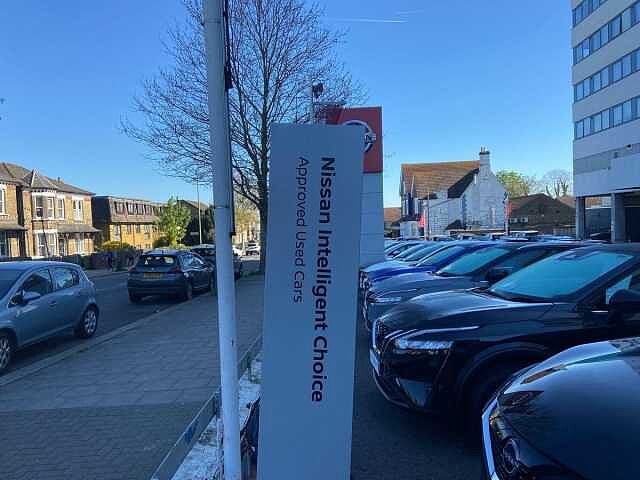 Nissan Intelligent Choice
Approved Used Cars